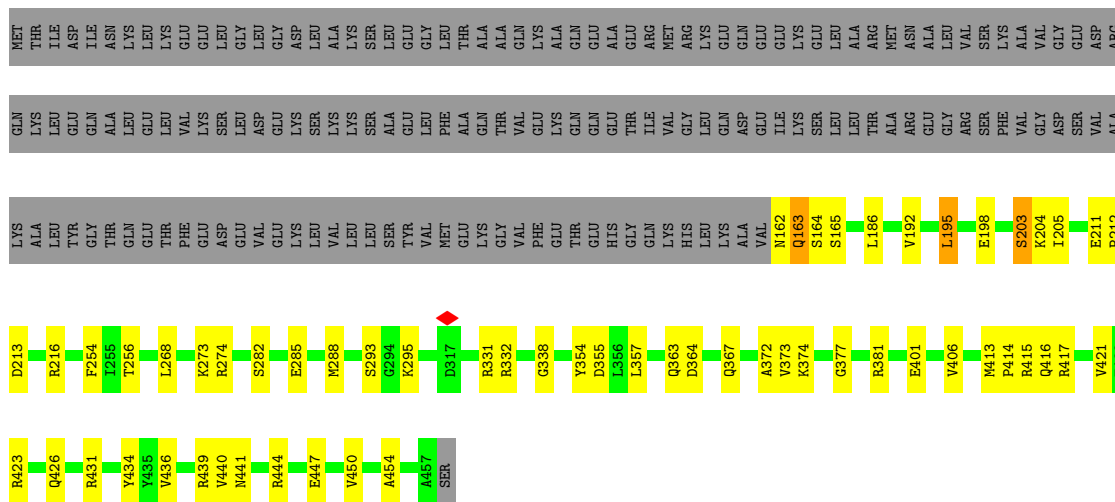 MET THR ILE ASP ILE ASN LYS LEU LYS GLU GLU LEU GLY LEU GLY ASP LEU ALA LYS SER LEU GLU GLY LEU THR ALA ALA GLN LYS ALA GLN GLU ALA GLU ARG MET ARG LYS GLU GLN GLU GLU LYS GLU LEU ALA ARG MET ASN ALA LEU VAL SER LYS ALA VAL GLY GLU ASP ARG
GLN LYS LEU GLU GLN ALA LEU GLU LEU VAL LYS SER LEU ASP GLU LYS SER LYS LYS SER ALA GLU LEU PHE ALA GLN THR VAL GLU LYS GLN GLN GLU THR ILE VAL GLY LEU GLN ASP GLU ILE LYS SER LEU LEU THR ALA ARG GLU GLY ARG SER PHE VAL GLY ASP SER VAL ALA
LYS ALA LEU TYR GLY THR GLN GLU THR PHE GLU ASP GLU VAL GLU LYS LEU VAL LEU LEU SER TYR VAL MET GLU LYS GLY VAL PHE GLU THR GLU HIS GLY GLN LYS HIS LEU LYS ALA VAL N162 Q163 S164 S165 L186 V192 L195 E198 S203 K204 I205 E211 R212
D213 R216 F254 I255 T256 L268 K273 R274 S282 E285 M288 S293 G294 K295 D317 R331 R332 G338 Y354 D355 L356 L357 Q363 D364 Q367 A372 V373 K374 G377 R381 E401 V406 M413 P414 R415 Q416 R417 V421
R423 Q426 R431 Y434 Y435 V436 R439 V440 N441 R444 E447 V450 A454 A457 SER